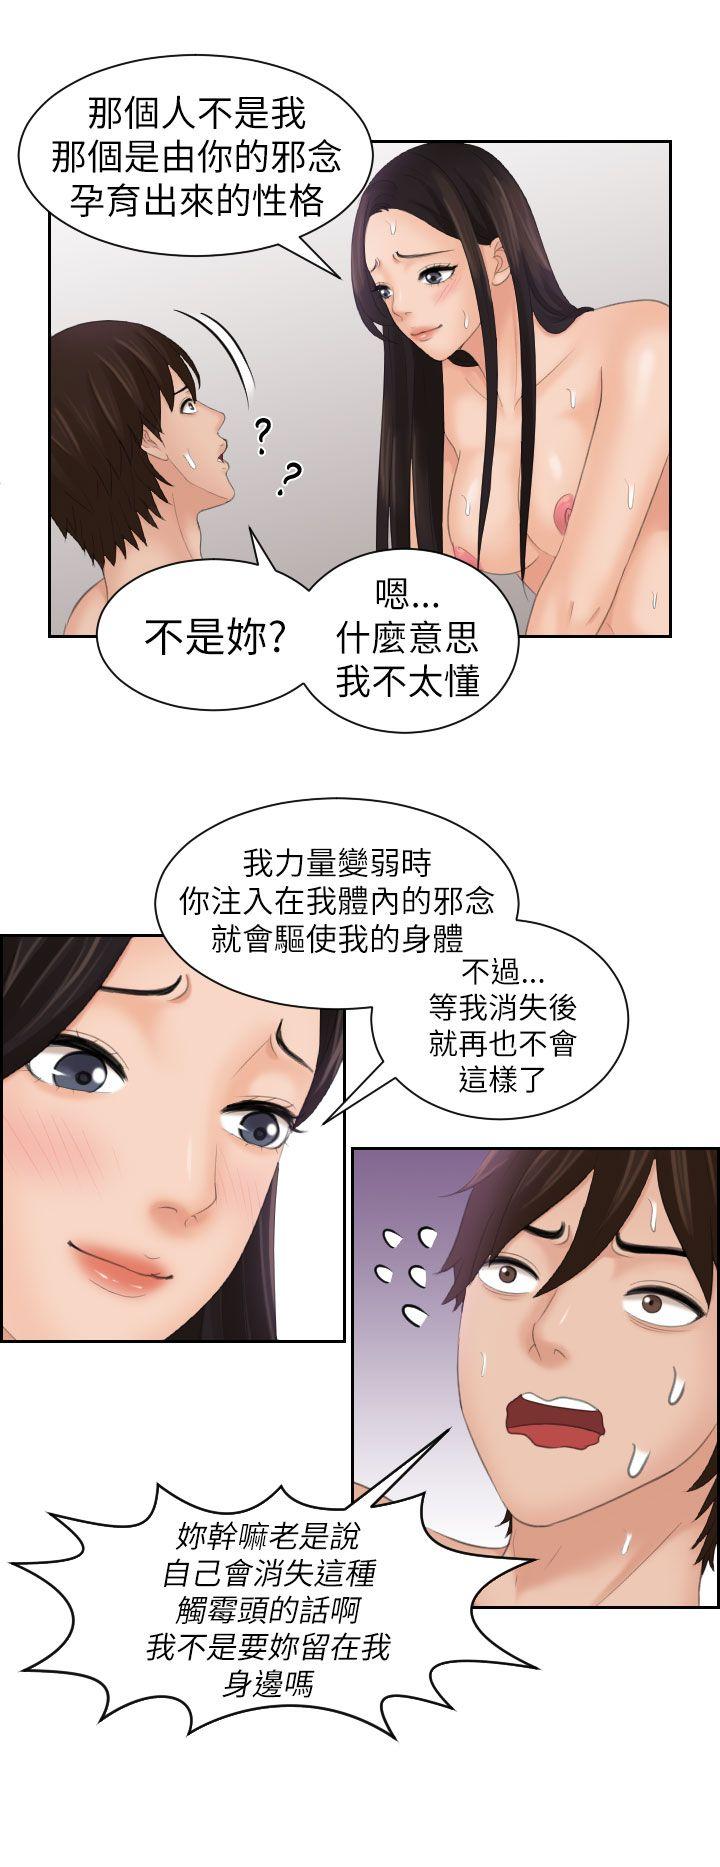 那個人不是我
那個是由你的邪念
孕育出來的性格
?
?
不是妳?
嗯...
什麼意思
我不太懂
我力量變弱時
你注入在我體內的邪念
就會驅使我的身體
不過...
等我消失後
就再也不會
這樣了
妳幹嘛老是說
自己會消失這種
觸霉頭的話啊
我不是要妳留在我
身邊嗎